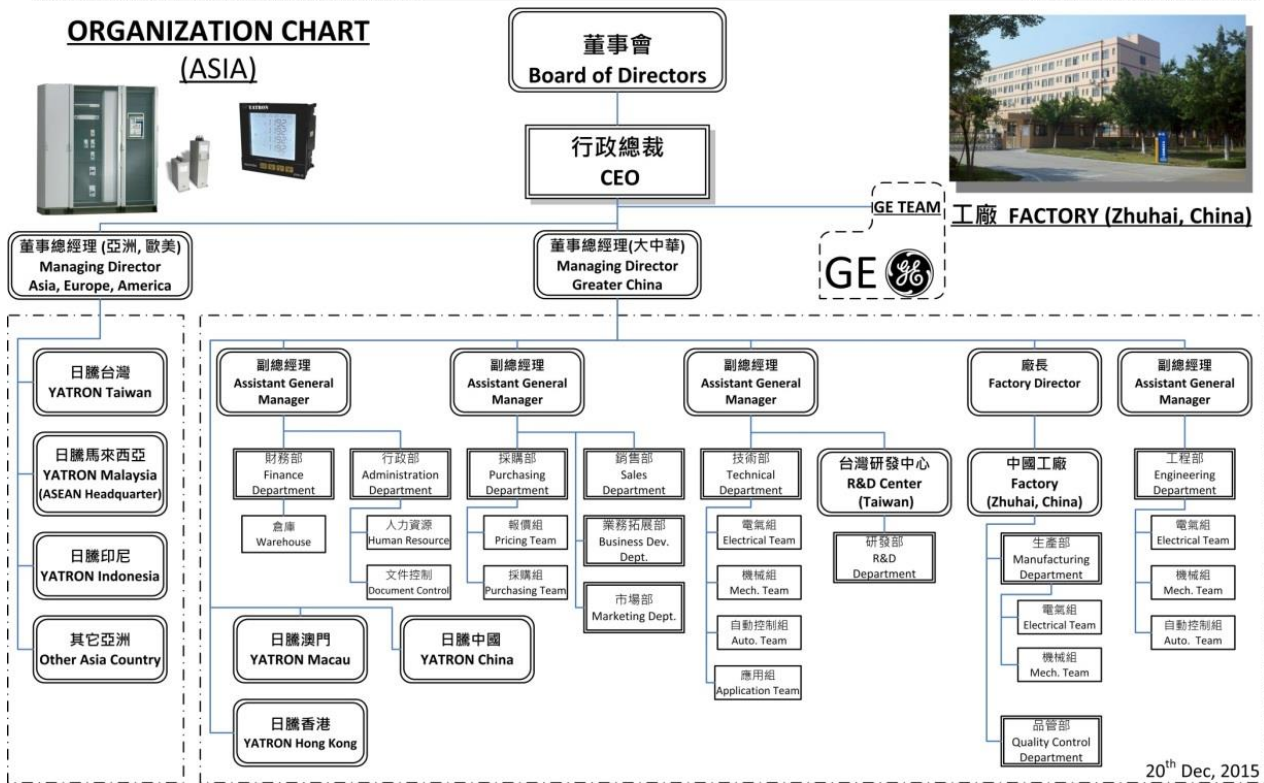 ORGANIZATION CHART
(ASIA)
YATRON
董事會
Board of Directors
行政總裁
CEO
GE TEAM
GE
工廠 FACTORY (Zhuhai, China)
董事總經理 (亞洲, 歐美)
Managing Director
Asia, Europe, America
董事總經理(大中華)
Managing Director
Greater China
日騰台灣
YATRON Taiwan
日騰馬來西亞
YATRON Malaysia
(ASEAN Headquarter)
日騰印尼
YATRON Indonesia
其它亞洲
Other Asia Country
副總經理
Assistant General
Manager
財務部
Finance
Department
倉庫
Warehouse
行政部
Administration
Department
人力資源
Human Resource
文件控制
Document Control
副總經理
Assistant General
Manager
採購部
Purchasing
Department
報價組
Pricing Team
採購組
Purchasing Team
銷售部
Sales
Department
業務拓展部
Business Dev.
Dept.
市場部
Marketing Dept.
副總經理
Assistant General
Manager
技術部
Technical
Department
電氣組
Electrical Team
機械組
Mech. Team
自動控制組
Auto. Team
應用組
Application Team
台灣研發中心
R&D Center
(Taiwan)
研發部
R&D
Department
廠長
Factory Director
中國工廠
Factory
(Zhuhai, China)
生產部
Manufacturing
Department
電氣組
Electrical Team
機械組
Mech. Team
品管部
Quality Control
Department
副總經理
Assistant General
Manager
工程部
Engineering
Department
電氣組
Electrical Team
機械組
Mech. Team
自動控制組
Auto. Team
日騰澳門
YATRON Macau
日騰中國
YATRON China
日騰香港
YATRON Hong Kong
20th Dec, 2015